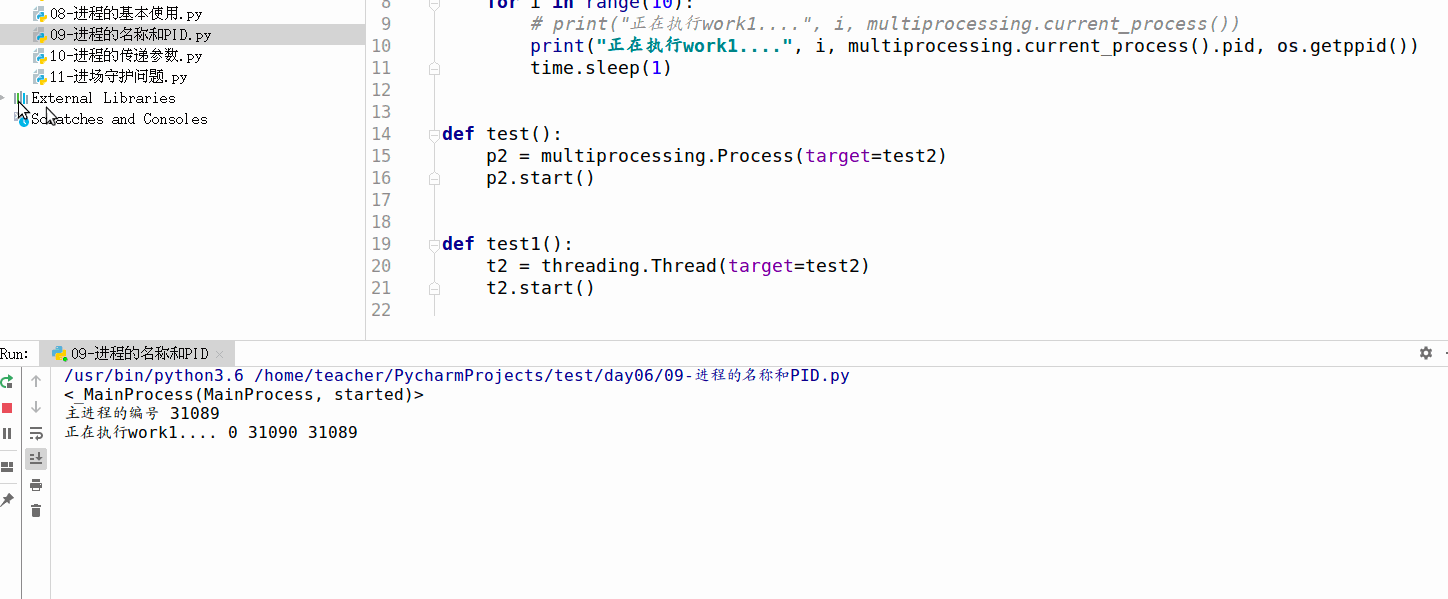 08-进程的基本使用.py
09-进程的名称和PID.py
10-进程的传递参数.py
11-进场守护问题.py
External Libraries
Scratches and Consoles
8 for i in range(10):
9 # print("正在执行work1....", i, multiprocessing.current_process())
10 print("正在执行work1....", i, multiprocessing.current_process().pid, os.getppid())
11 time.sleep(1)
12
13
14 def test():
15 p2 = multiprocessing.Process(target=test2)
16 p2.start()
17
18
19 def test1():
20 t2 = threading.Thread(target=test2)
21 t2.start()
22
Run: 09-进程的名称和PID ×
/usr/bin/python3.6 /home/teacher/PycharmProjects/test/day06/09-进程的名称和PID.py
<_MainProcess(MainProcess, started)>
主进程的编号 31089
正在执行work1.... 0 31090 31089